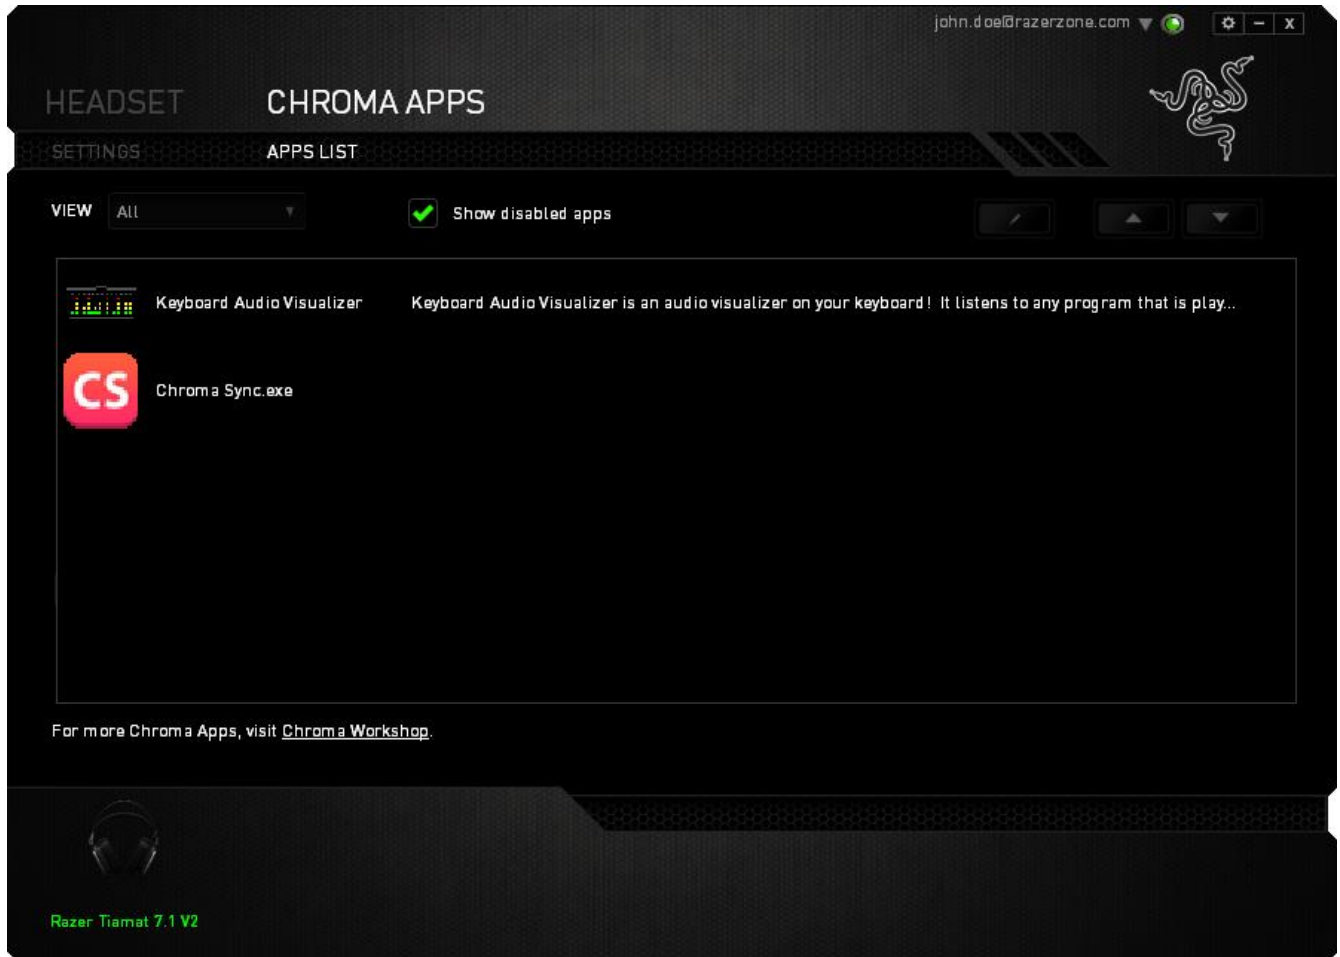 john.doe@razerzone.com
HEADSET CHROMA APPS
SETTINGS APPS LIST
VIEW All Show disabled apps
Keyboard Audio Visualizer Keyboard Audio Visualizer is an audio visualizer on your keyboard! It listens to any program that is play...
CS Chroma Sync.exe
For more Chroma Apps, visit Chroma Workshop.
Razer Tiamat 7.1 V2